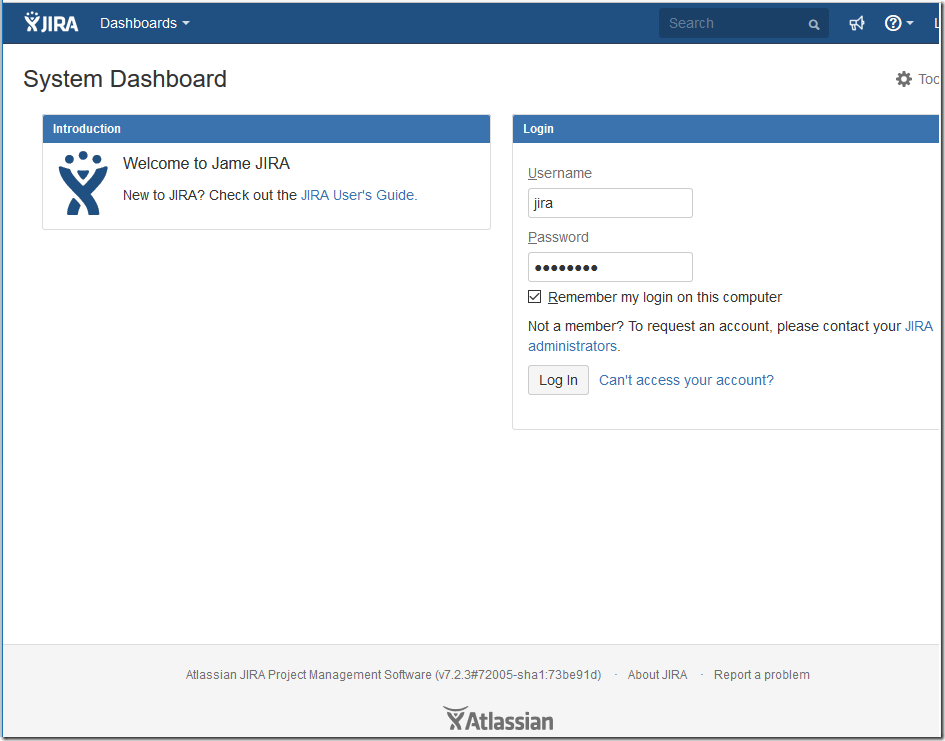 JIRA Dashboards Search
System Dashboard
Introduction
Welcome to Jame JIRA
New to JIRA? Check out the JIRA User's Guide.
Login
Username
jira
Password
Remember my login on this computer
Not a member? To request an account, please contact your JIRA
administrators.
Log In Can't access your account?
Atlassian JIRA Project Management Software (v7.2.3#72005-sha1:73be91d) · About JIRA · Report a problem
Atlassian